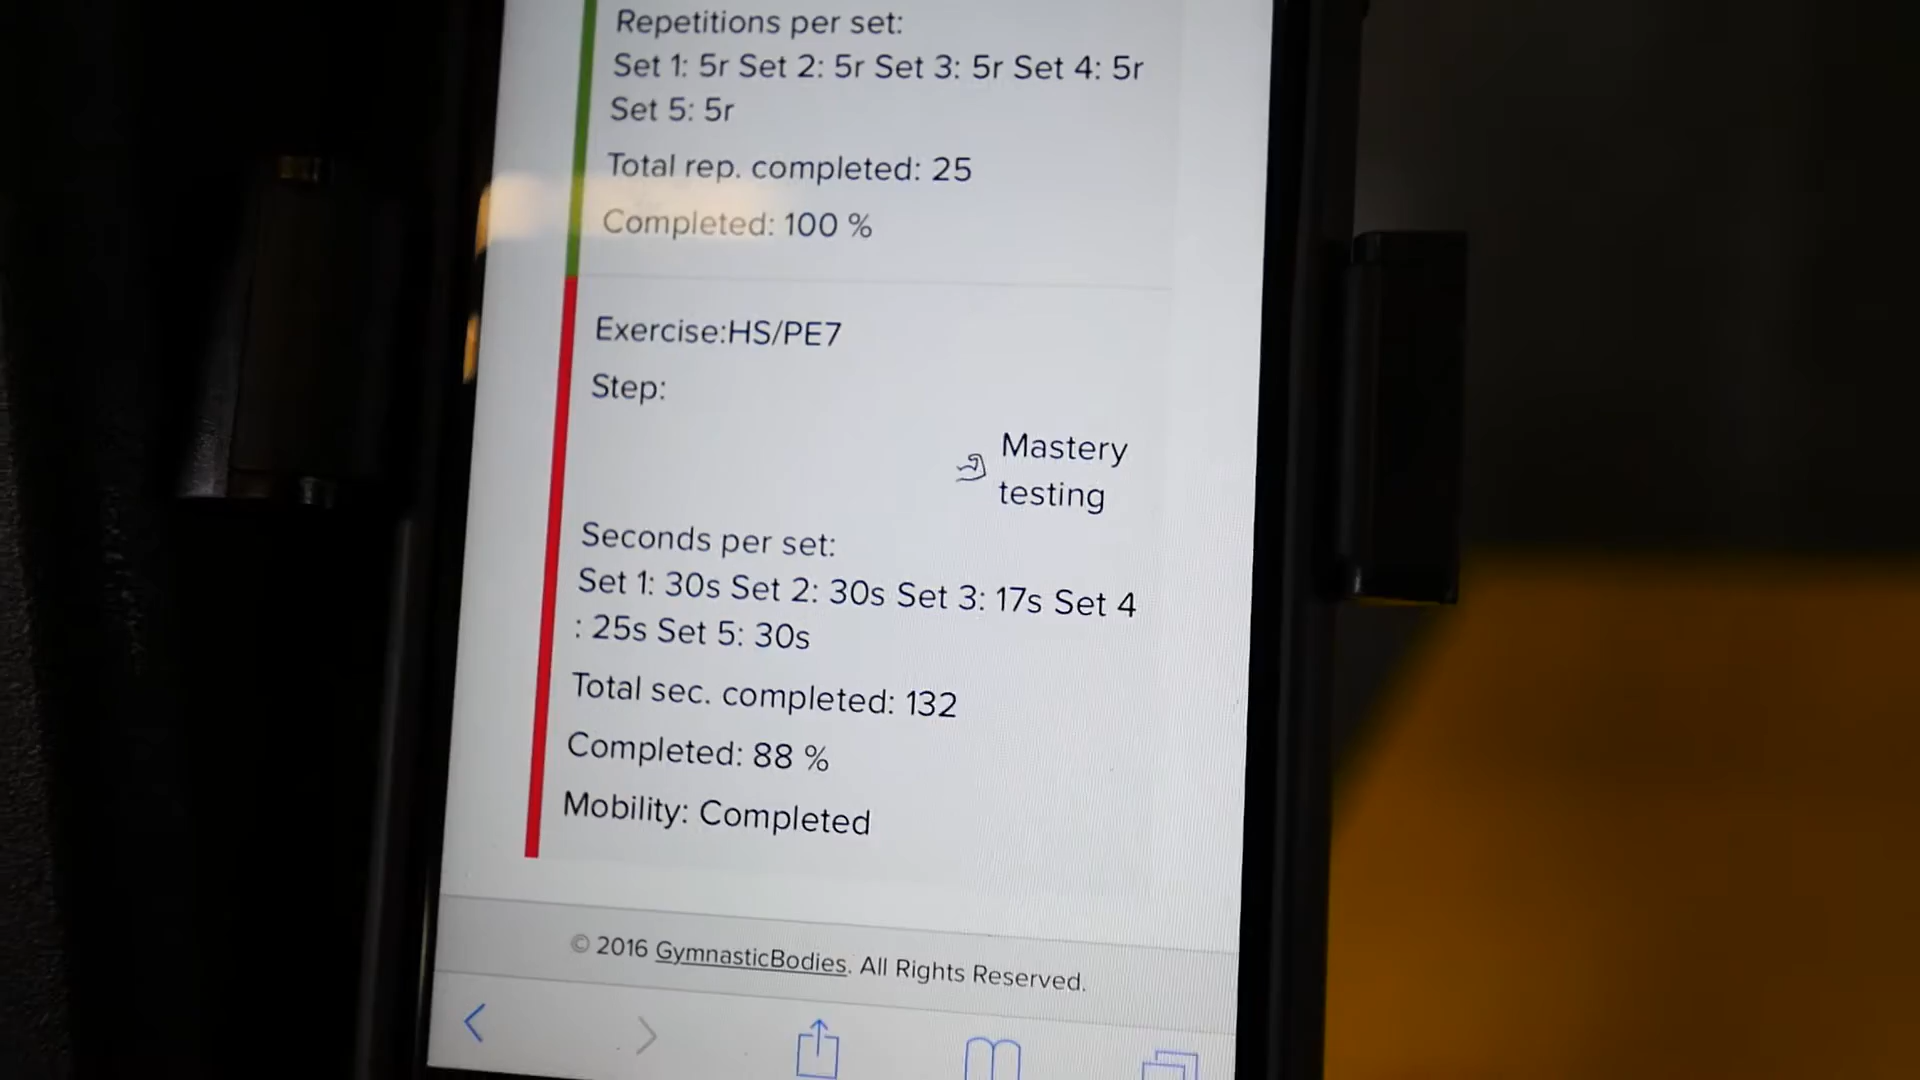 Repetitions per set:
Set 1: 5r Set 2: 5r Set 3: 5r Set 4: 5r
Set 5: 5r
Total rep. completed: 25
Completed: 100 %
Exercise:HS/PE7
Step:
Mastery
testing
Seconds per set:
Set 1: 30s Set 2: 30s Set 3: 17s Set 4
: 25s Set 5: 30s
Total sec. completed: 132
Completed: 88 %
Mobility: Completed
© 2016 GymnasticBodies. All Rights Reserved.